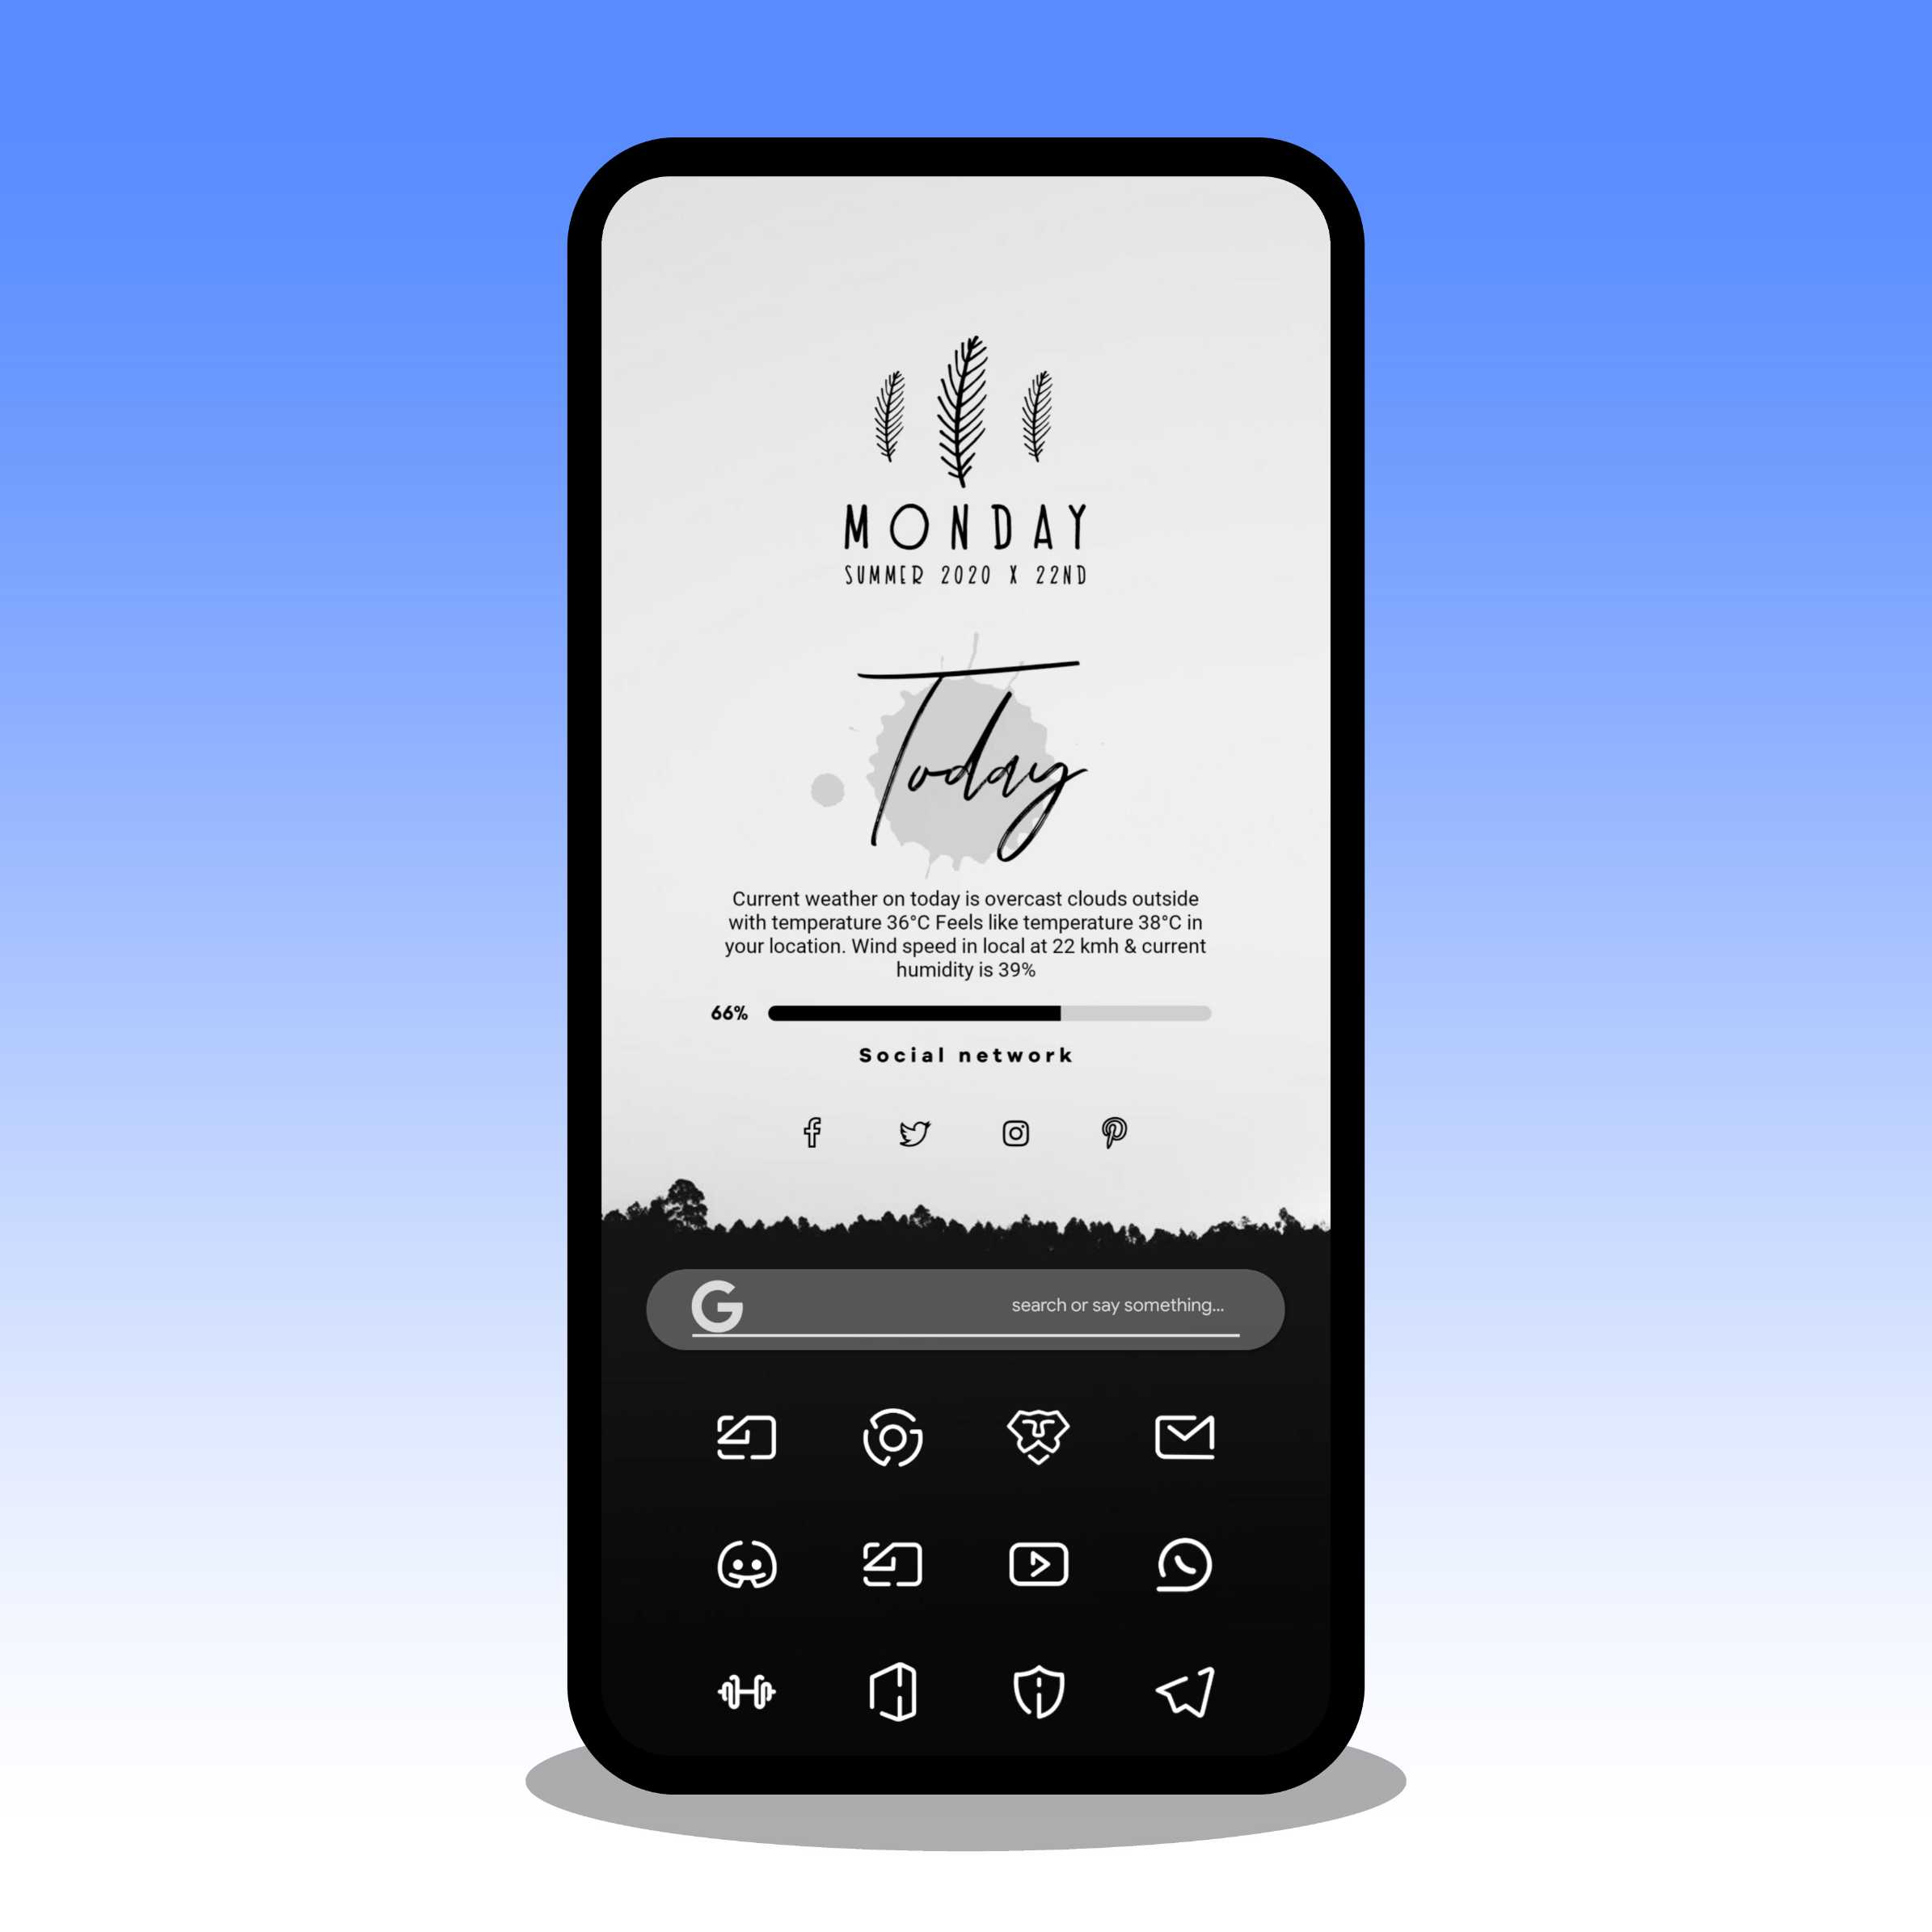 MONDAY
SUMMER 2020 X 22ND
Today
Current weather on today is overcast clouds outside
with temperature 36°C Feels like temperature 38°C in
your location. Wind speed in local at 22 kmh & current
humidity is 39%
66%
Social network
G search or say something...